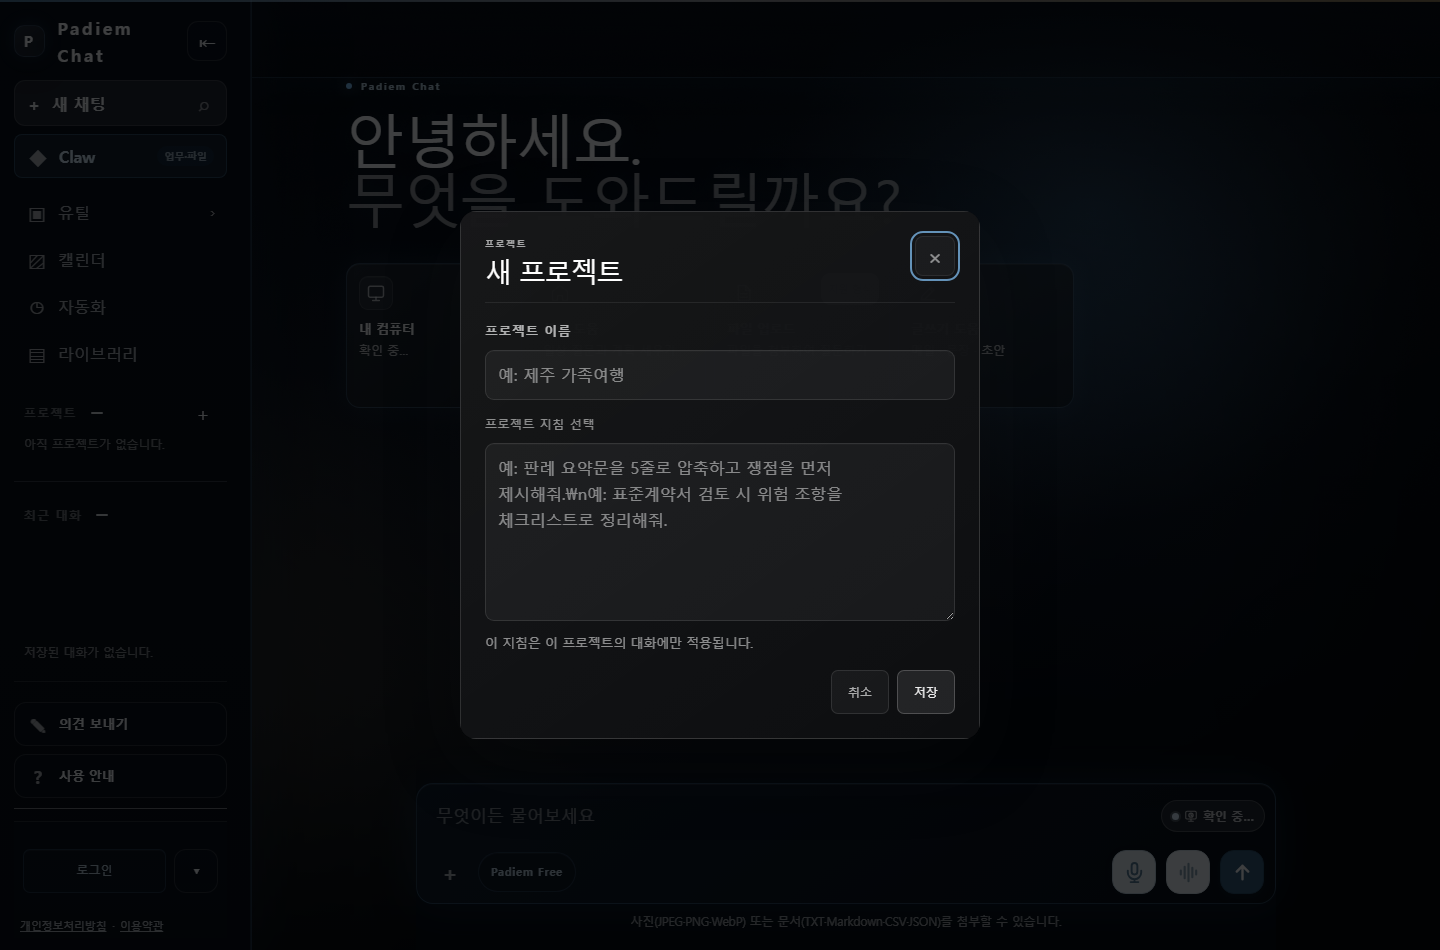 Padiem
Chat
P
+ 새 채팅
Claw
업무·파일
유틸
캘린더
자동화
라이브러리
프로젝트
+
아직 프로젝트가 없습니다.
최근 대화
저장된 대화가 없습니다.
의견 보내기
? 사용 안내
로그인
개인정보처리방침 · 이용약관
Padiem Chat
안녕하세요.
무엇을 도와드릴까요?
내 컴퓨터
확인 중...
초안
프로젝트
새 프로젝트
×
프로젝트 이름
예: 제주 가족여행
프로젝트 지침 선택
예: 판례 요약문을 5줄로 압축하고 쟁점을 먼저
제시해줘.₩n예: 표준계약서 검토 시 위험 조항을
체크리스트로 정리해줘.
이 지침은 이 프로젝트의 대화에만 적용됩니다.
취소
저장
무엇이든 물어보세요
확인 중...
+
Padiem Free
사진(JPEG·PNG·WebP) 또는 문서(TXT·Markdown·CSV·JSON)를 첨부할 수 있습니다.